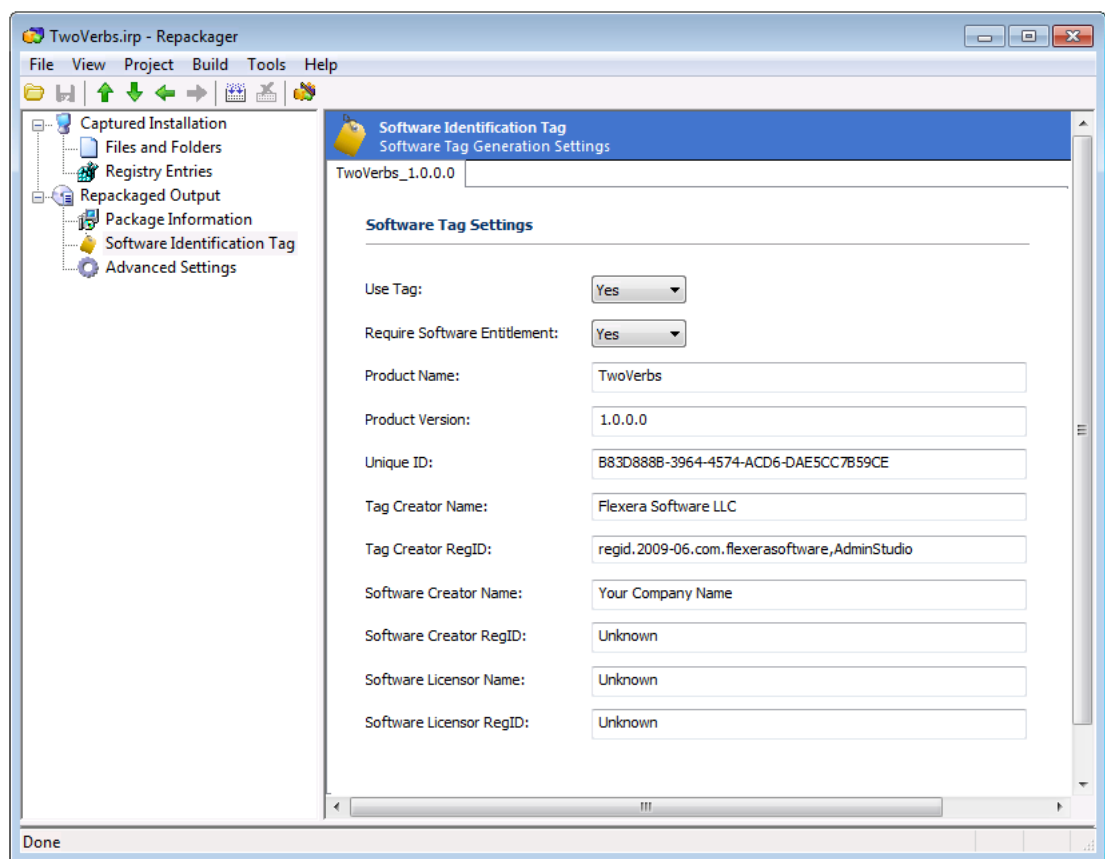 TwoVerbs.irp - Repackager
File View Project Build Tools Help
Captured Installation
Files and Folders
Registry Entries
Repackaged Output
Package Information
Software Identification Tag
Advanced Settings
Software Identification Tag
Software Tag Generation Settings
TwoVerbs_1.0.0.0
Software Tag Settings
Use Tag: Yes
Require Software Entitlement: Yes
Product Name: TwoVerbs
Product Version: 1.0.0.0
Unique ID: B83D888B-3964-4574-ACD6-DAE5CC7B59CE
Tag Creator Name: Flexera Software LLC
Tag Creator RegID: regid.2009-06.com.flexerasoftware,AdminStudio
Software Creator Name: Your Company Name
Software Creator RegID: Unknown
Software Licensor Name: Unknown
Software Licensor RegID: Unknown
Done